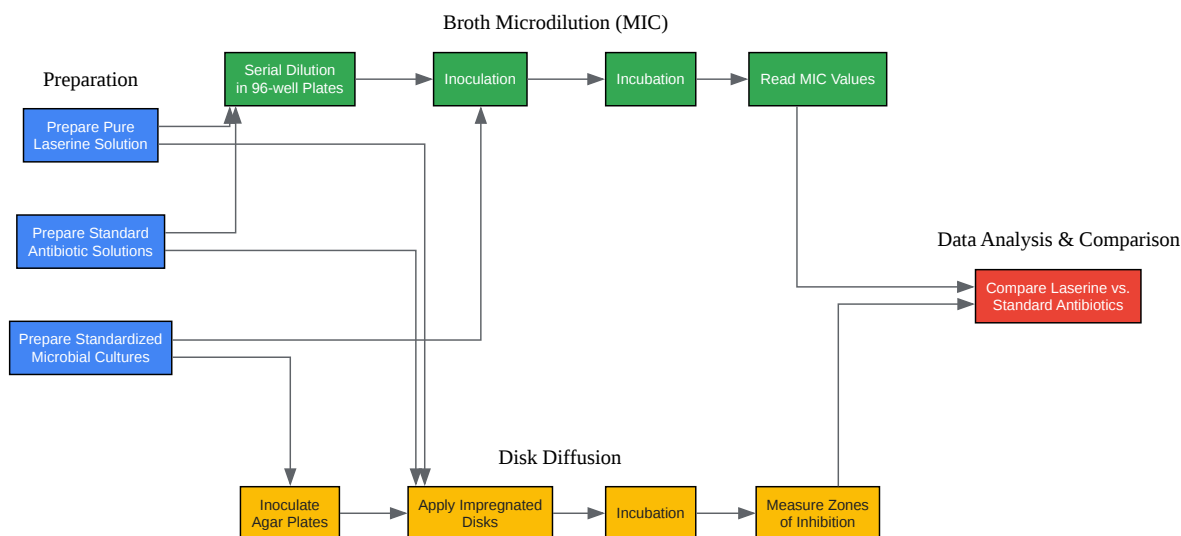 Broth Microdilution (MIC)
Preparation
Serial Dilution
in 96-well Plates
Inoculation
Incubation
Read MIC Values
Prepare Pure
Laserine Solution
Prepare Standard
Antibiotic Solutions
Prepare Standardized
Microbial Cultures
Data Analysis & Comparison
Compare Laserine vs.
Standard Antibiotics
Disk Diffusion
Inoculate
Agar Plates
Apply Impregnated
Disks
Incubation
Measure Zones
of Inhibition